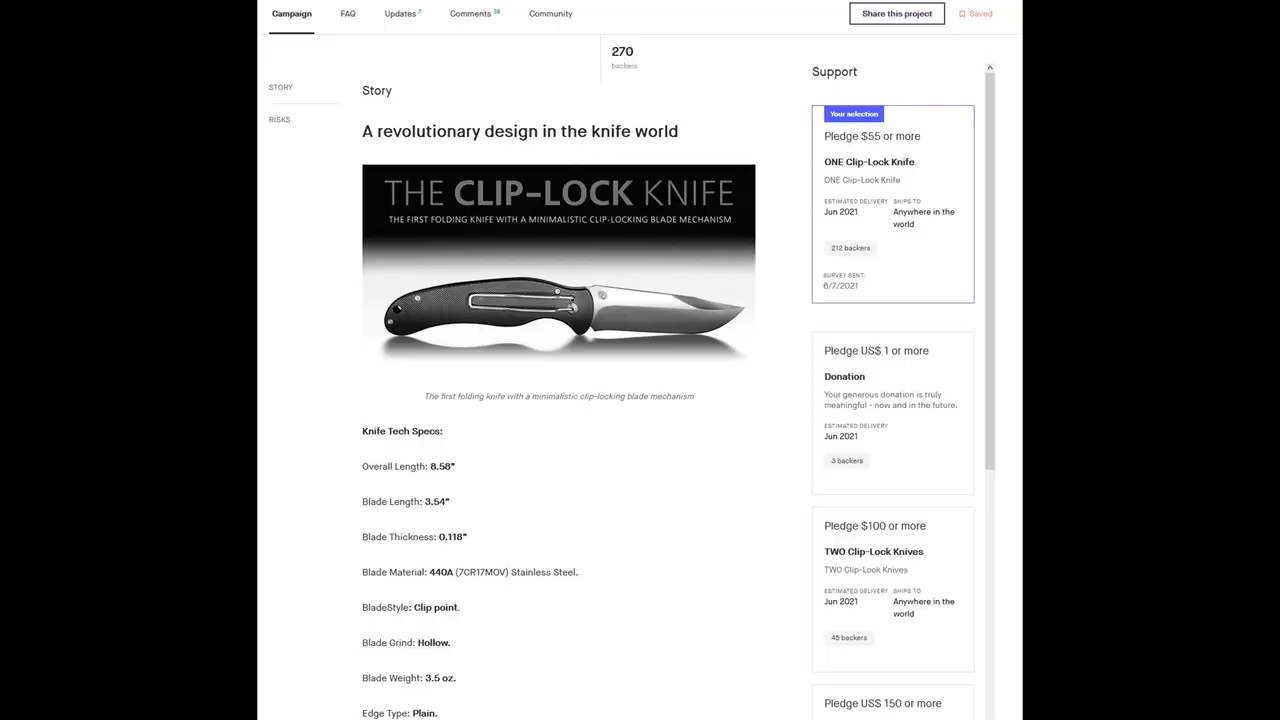 Campaign
FAQ
Updates 7
Comments 39
Community
Share this project
Saved
270
backers
STORY
RISKS
Story
A revolutionary design in the knife world
THE CLIP-LOCK KNIFE
THE FIRST FOLDING KNIFE WITH A MINIMALISTIC CLIP-LOCKING BLADE MECHANISM
The first folding knife with a minimalistic clip-locking blade mechanism
Knife Tech Specs:
Overall Length: 8.58"
Blade Length: 3.54"
Blade Thickness: 0.118"
Blade Material: 440A (7CR17MOV) Stainless Steel.
BladeStyle: Clip point.
Blade Grind: Hollow.
Blade Weight: 3.5 oz.
Edge Type: Plain.
Support
Your selection
Pledge $55 or more
ONE Clip-Lock Knife
ONE Clip-Lock Knife
ESTIMATED DELIVERY
Jun 2021
SHIPS TO
Anywhere in the
world
212 backers
SURVEY SENT:
6/7/2021
Pledge US$ 1 or more
Donation
Your generous donation is truly
meaningful - now and in the future.
ESTIMATED DELIVERY
Jun 2021
3 backers
Pledge $100 or more
TWO Clip-Lock Knives
TWO Clip-Lock Knives
ESTIMATED DELIVERY
Jun 2021
SHIPS TO
Anywhere in the
world
45 backers
Pledge US$ 150 or more